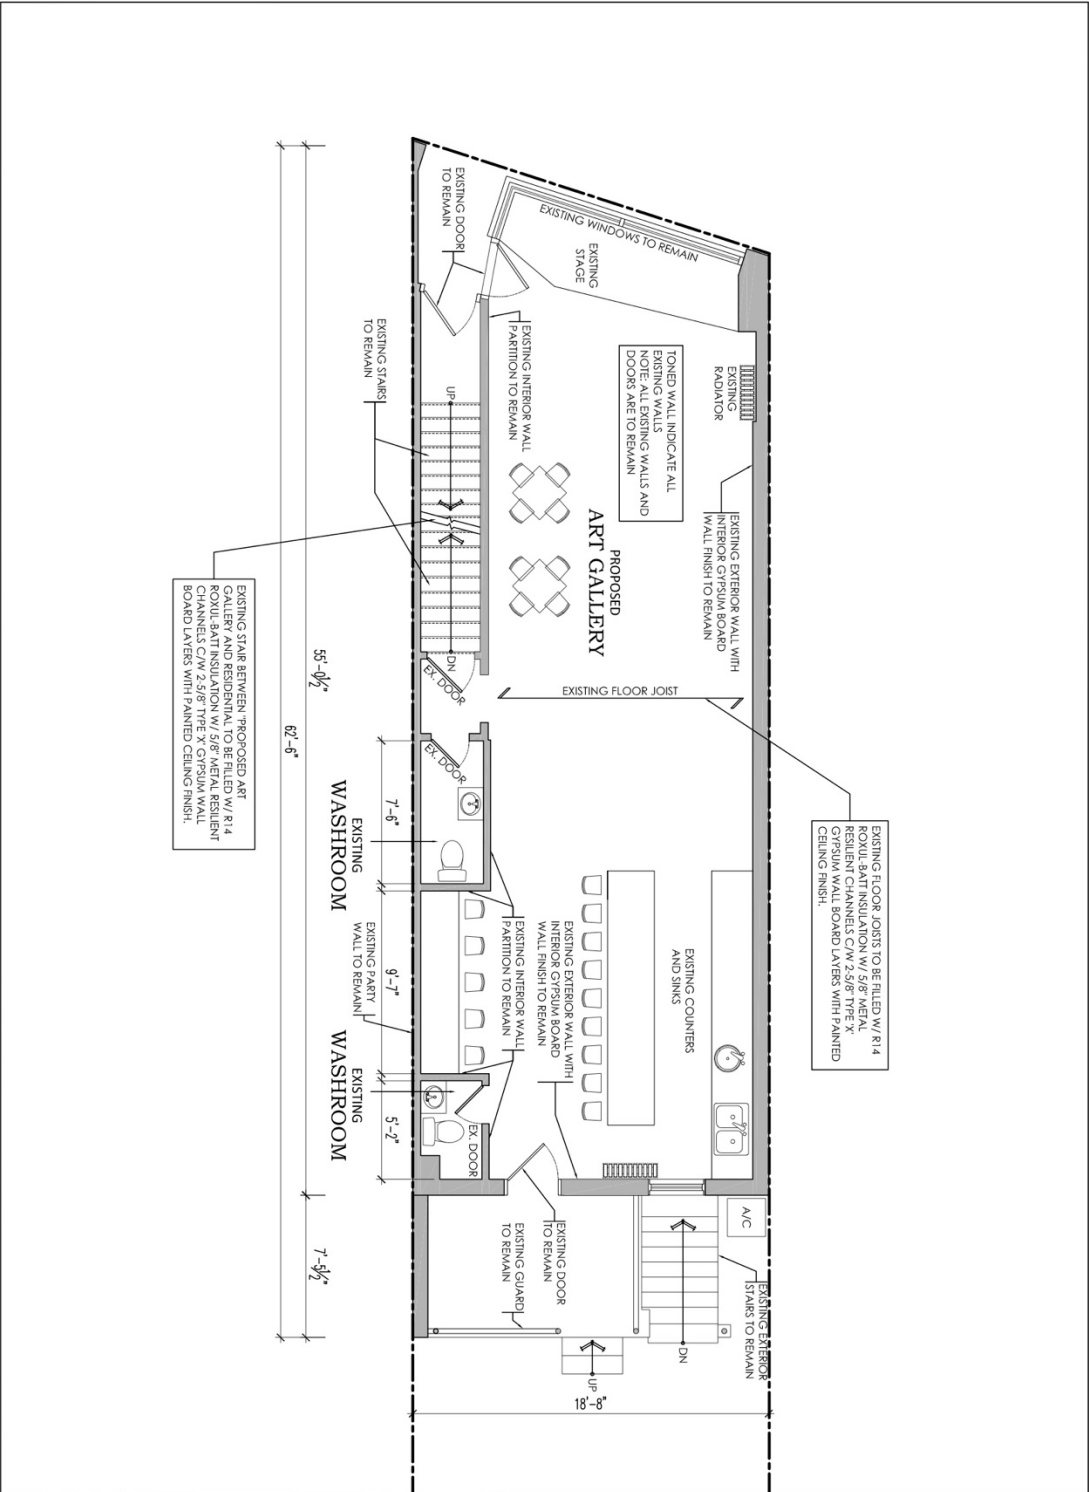 EXISTING FLOOR JOISTS TO BE FILLED W/ R14
ROXUL-BATT INSULATION W/ 5/8" METAL
RESILIENT CHANNELS C/W 2-5/8" TYPE 'X'
GYPSUM WALL BOARD LAYERS WITH PAINTED
CEILING FINISH.
EXISTING EXTERIOR
STAIRS TO REMAIN
A/C
18'-8"
EXISTING WINDOWS TO REMAIN
EXISTING
STAGE
EXISTING
RADIATOR
EXISTING EXTERIOR WALL WITH
INTERIOR GYPSUM BOARD
WALL FINISH TO REMAIN
TONED WALL INDICATE ALL
EXISTING WALLS
NOTE: ALL EXISTING WALLS AND
DOORS ARE TO REMAIN
EXISTING FLOOR JOIST
PROPOSED
ART GALLERY
EXISTING COUNTERS
AND SINKS
DN
UP
EXISTING DOOR
TO REMAIN
EXISTING INTERIOR WALL
PARTITION TO REMAIN
EXISTING EXTERIOR WALL WITH
INTERIOR GYPSUM BOARD
WALL FINISH TO REMAIN
EXISTING INTERIOR WALL
PARTITION TO REMAIN
EXISTING DOOR
TO REMAIN
EXISTING GUARD
TO REMAIN
UP
DN
EX. DOOR
EX. DOOR
EX. DOOR
EXISTING STAIRS
TO REMAIN
7'-6"
9'-7"
5'-2"
EXISTING
WASHROOM
EXISTING PARTY
WALL TO REMAIN
EXISTING
WASHROOM
55'-0½"
7'-5½"
62'-6"
EXISTING STAIR BETWEEN "PROPOSED ART
GALLERY AND RESIDENTIAL TO BE FILLED W/ R14
ROXUL-BATT INSULATION W/ 5/8" METAL RESILIENT
CHANNELS C/W 2-5/8" TYPE 'X' GYPSUM WALL
BOARD LAYERS WITH PAINTED CEILING FINISH.